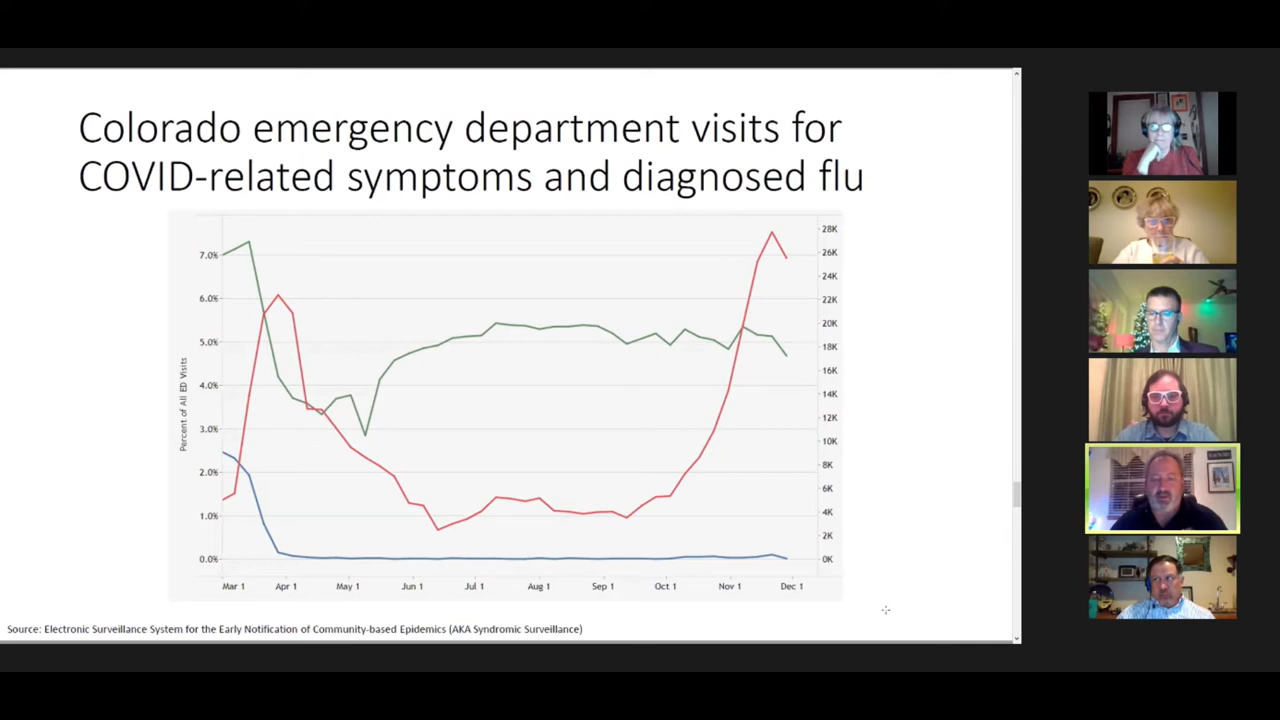 Colorado emergency department visits for
COVID-related symptoms and diagnosed flu
Percent of All ED Visits
7.0%
6.0%
5.0%
4.0%
3.0%
2.0%
1.0%
0.0%
28K
26K
24K
22K
20K
18K
16K
14K
12K
10K
8K
6K
4K
2K
0K
Mar 1 Apr 1 May 1 Jun 1 Jul 1 Aug 1 Sep 1 Oct 1 Nov 1 Dec 1
Source: Electronic Surveillance System for the Early Notification of Community-based Epidemics (AKA Syndromic Surveillance)